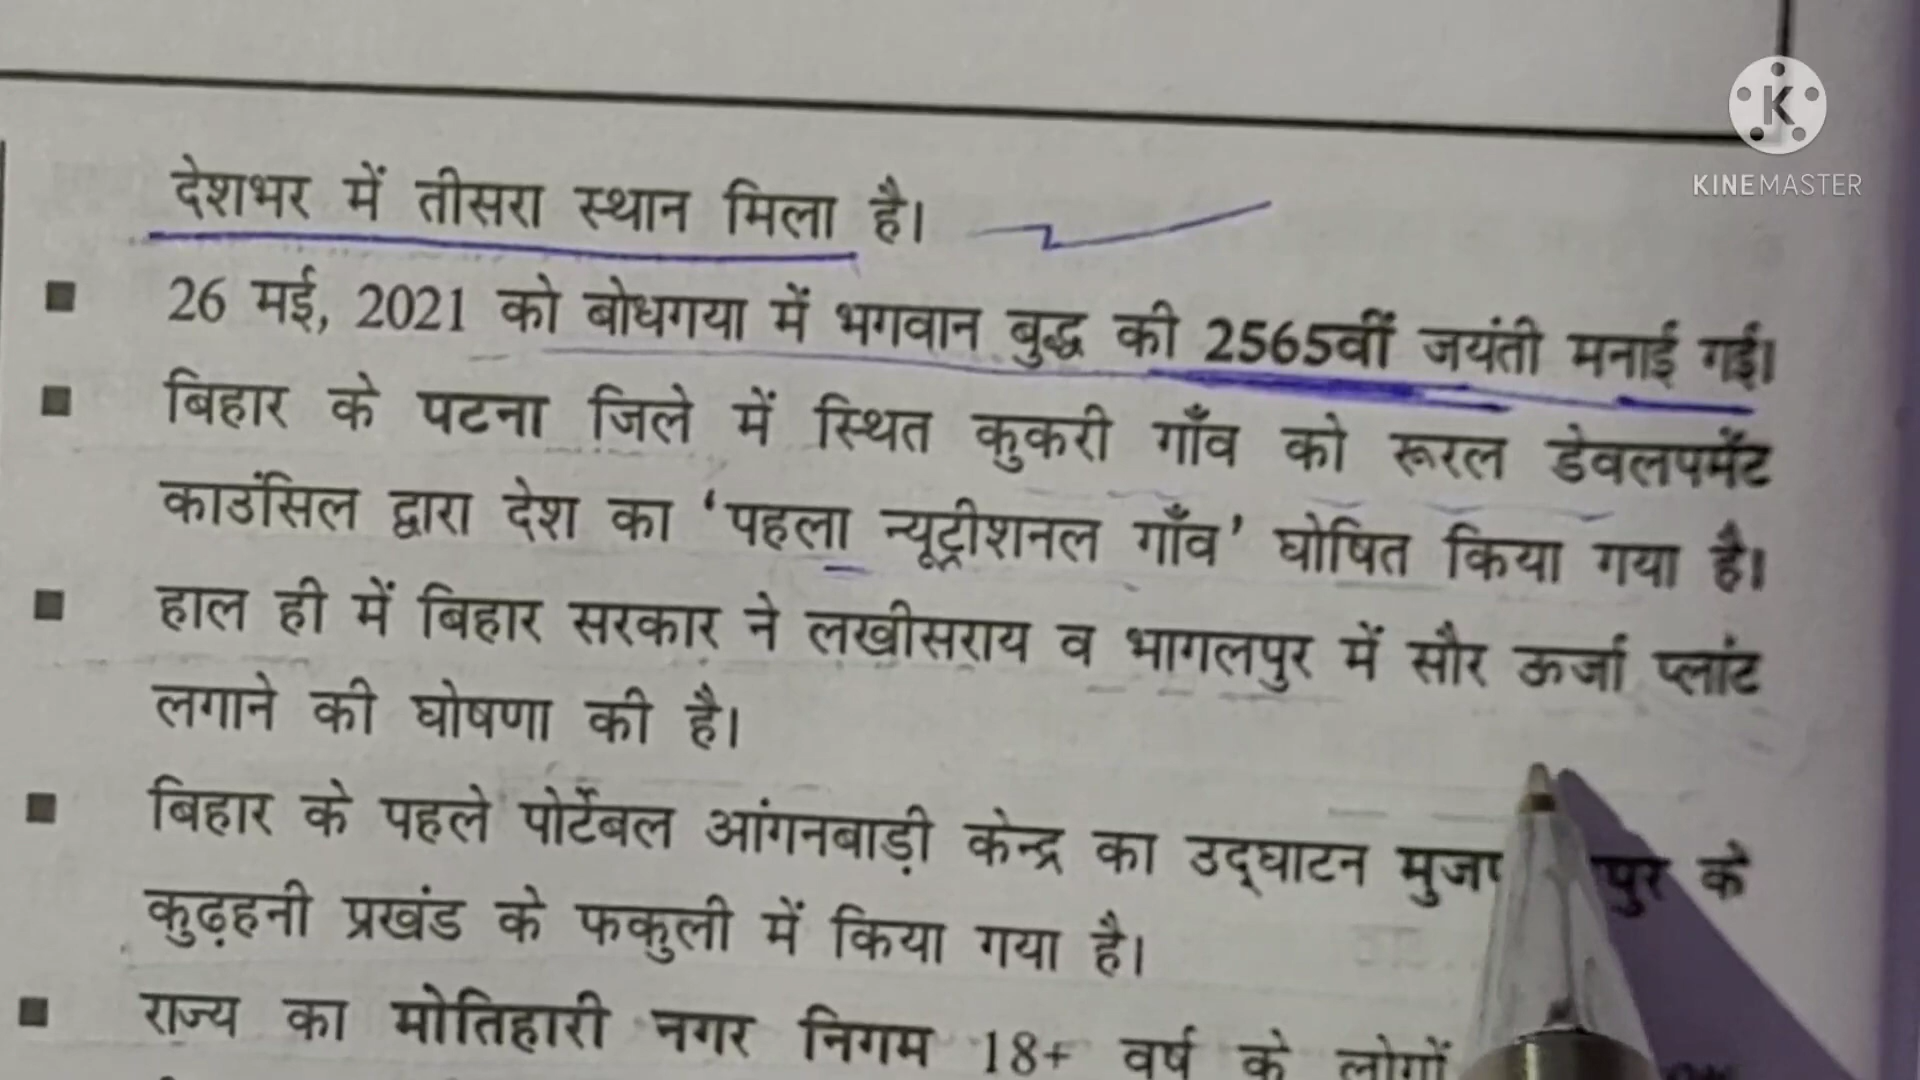 K
KINEMASTER
देशभर में तीसरा स्थान मिला है।
■ 26 मई, 2021 को बोधगया में भगवान बुद्ध की 2565वीं जयंती मनाई गई।
■ बिहार के पटना जिले में स्थित कुकरी गाँव को रूरल डेवलपमेंट
काउंसिल द्वारा देश का ‘पहला न्यूट्रीशनल गाँव’ घोषित किया गया है।
■ हाल ही में बिहार सरकार ने लखीसराय व भागलपुर में सौर ऊर्जा प्लांट
लगाने की घोषणा की है।
■ बिहार के पहले पोर्टेबल आंगनबाड़ी केन्द्र का उद्घाटन के
कुढ़हनी प्रखंड के फकुली में किया गया है।
■ राज्य का मोतिहारी नगर निगम 18+ वर्ष के लोगों